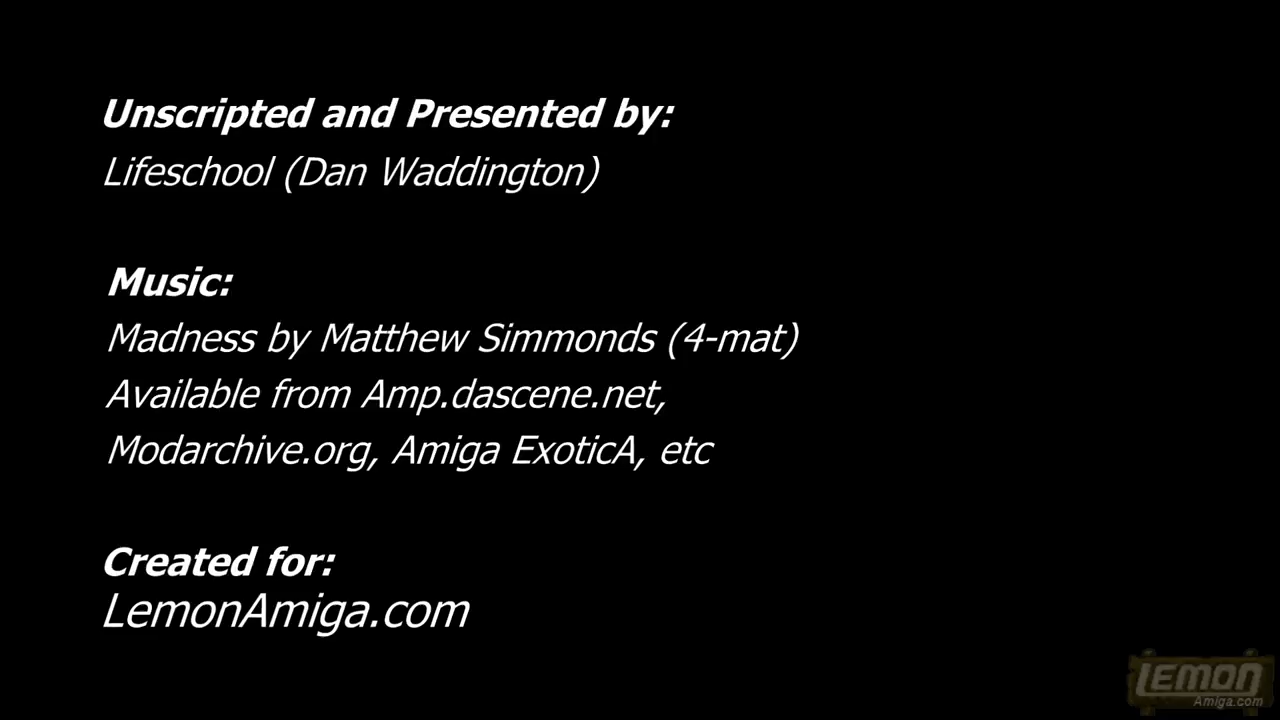 Unscripted and Presented by:
Lifeschool (Dan Waddington)
Music:
Madness by Matthew Simmonds (4-mat)
Available from Amp.dascene.net,
Modarchive.org, Amiga ExoticA, etc
Created for:
LemonAmiga.com
LEMON
Amiga.com